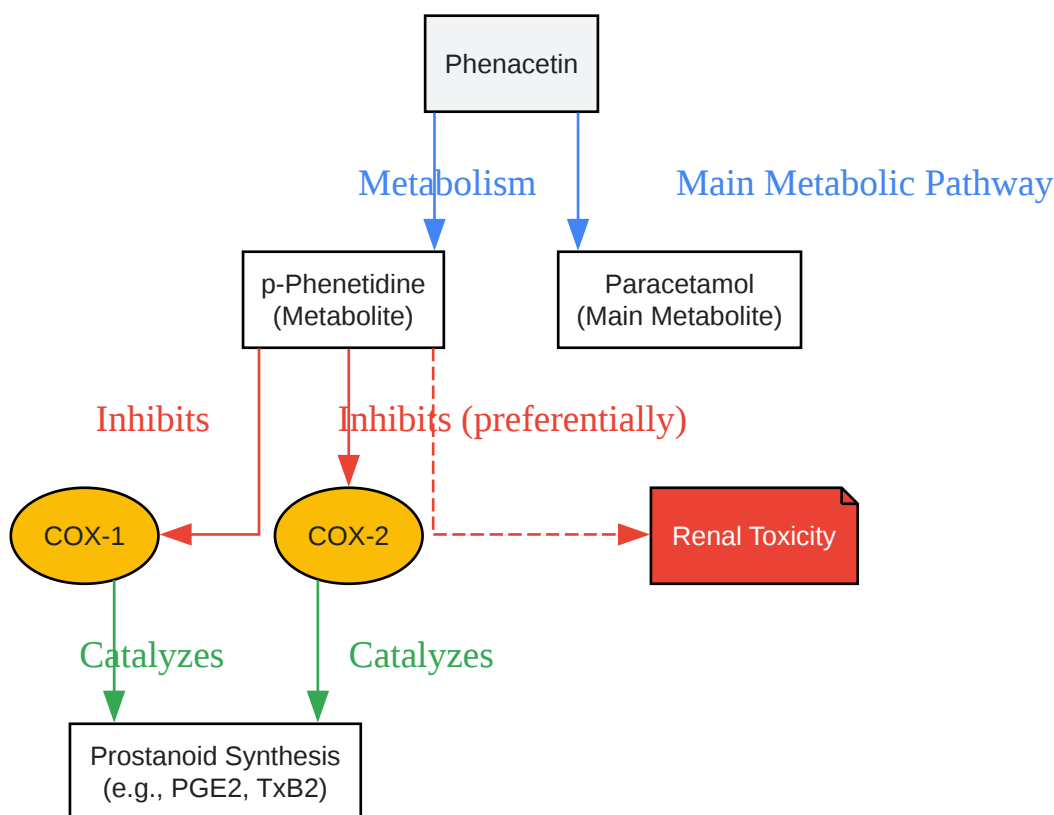 Phenacetin
Metabolism
Main Metabolic Pathway
p-Phenetidine
(Metabolite)
Paracetamol
(Main Metabolite)
Inhibits
Inhibits (preferentially)
COX-1
COX-2
Renal Toxicity
Catalyzes
Catalyzes
Prostanoid Synthesis
(e.g., PGE2, TxB2)